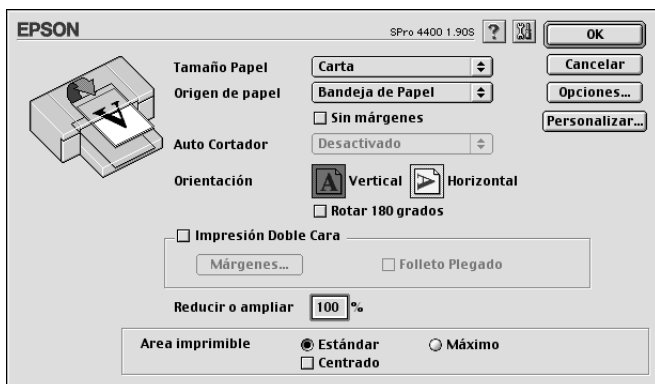 EPSON
SPro 4400 1.90S
?
OK
Tamaño Papel Carta
Cancelar
Origen de papel Bandeja de Papel
Opciones...
Sin márgenes
Personalizar...
Auto Cortador Desactivado
Orientación A Vertical A Horizontal
Rotar 180 grados
Impresión Doble Cara
Márgenes... Folleto Plegado
Reducir o ampliar 100 %
Area imprimible Estándar Máximo
Centrado
A